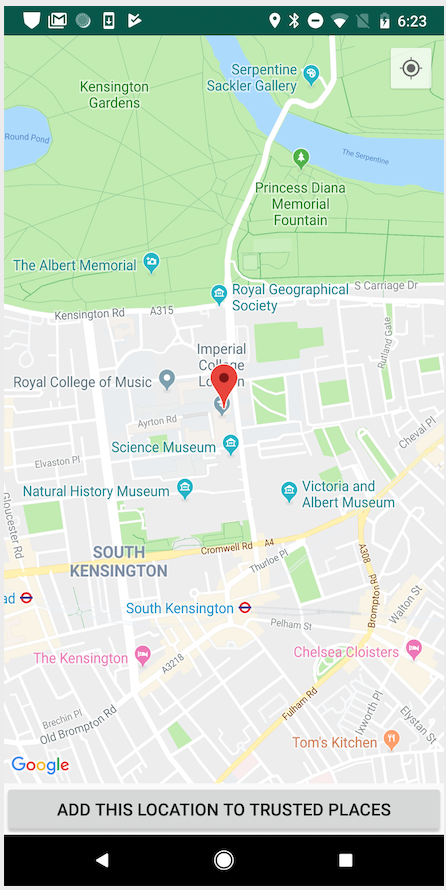 6:23
Serpentine
Sackler Gallery
Kensington
Gardens
Round Pond
The Serpentine
Princess Diana
Memorial
Fountain
The Albert Memorial
Royal Geographical
Society
S Carriage Dr
Kensington Rd
A315
Rutland Gate
Imperial
College
London
Royal College of Music
Ayrton Rd
Cheval Pl
Science Museum
Elvaston Pl
Natural History Museum
Victoria and
Albert Museum
Gloucester Rd
SOUTH
KENSINGTON
Cromwell Rd
A4
A308
Thurloe Pl
Brompton Rd
ad
South Kensington
Walton St
Pelham St
The Kensington
A3218
Chelsea Cloisters
Fulham Rd
Ixworth Pl
Elystan St
Brechin Pl
Old Brompton Rd
Tom's Kitchen
Google
ADD THIS LOCATION TO TRUSTED PLACES